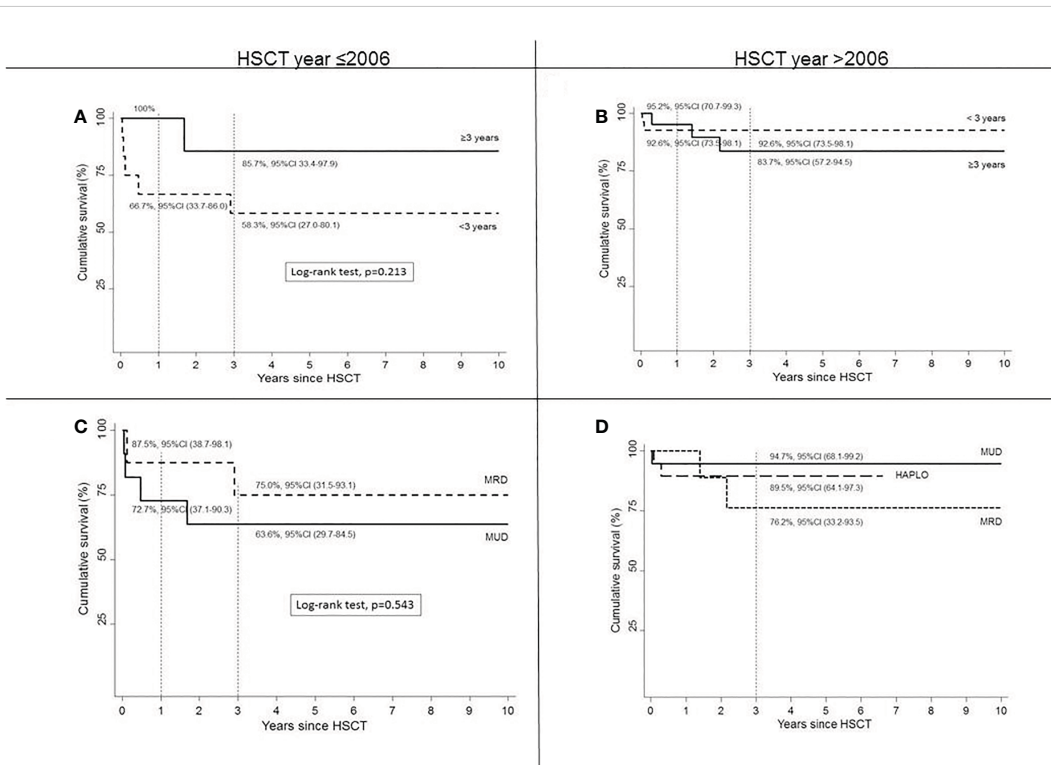 HSCT year ≤2006
HSCT year >2006
A
100%
≥3 years
85.7%, 95%CI 33.4-97.9)
66.7%, 95%CI (33.7-86.0)
58.3%, 95%CI (27.0-80.1)
<3 years
Log-rank test, p=0.213
Cumulative survival (%)
100
75
50
25
0 1 2 3 4 5 6 7 8 9 10
Years since HSCT
B
95.2%, 95%CI (70.7-99.3)
< 3 years
92.6%, 95%CI (73.5-98.1)
92.6%, 95%CI (73.5-98.1)
83.7%, 95%CI (57.2-94.5)
≥3 years
Cumulative survival (%)
100
75
50
25
0 1 2 3 4 5 6 7 8 9 10
Years since HSCT
C
87.5%, 95%CI (38.7-98.1)
75.0%, 95%CI (31.5-93.1)
MRD
72.7%, 95%CI (37.1-90.3)
63.6%, 95%CI (29.7-84.5)
MUD
Log-rank test, p=0.543
Cumulative survival (%)
100
75
50
25
0 1 2 3 4 5 6 7 8 9 10
Years since HSCT
D
94.7%, 95%CI (68.1-99.2)
MUD
HAPLO
89.5%, 95%CI (64.1-97.3)
76.2%, 95%CI (33.2-93.5)
MRD
Cumulative survival (%)
100
75
50
25
0 1 2 3 4 5 6 7 8 9 10
Years since HSCT